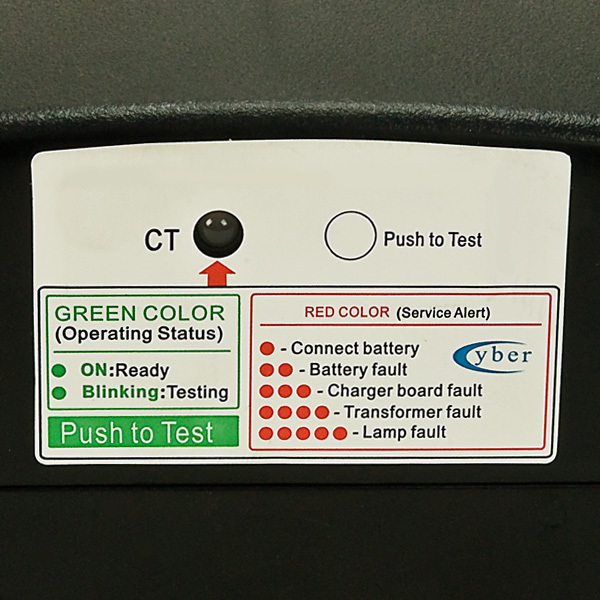 CT
Push to Test
GREEN COLOR
(Operating Status)
ON:Ready
Blinking:Testing
Push to Test
RED COLOR (Service Alert)
- Connect battery
- Battery fault
- Charger board fault
- Transformer fault
- Lamp fault
Cyber